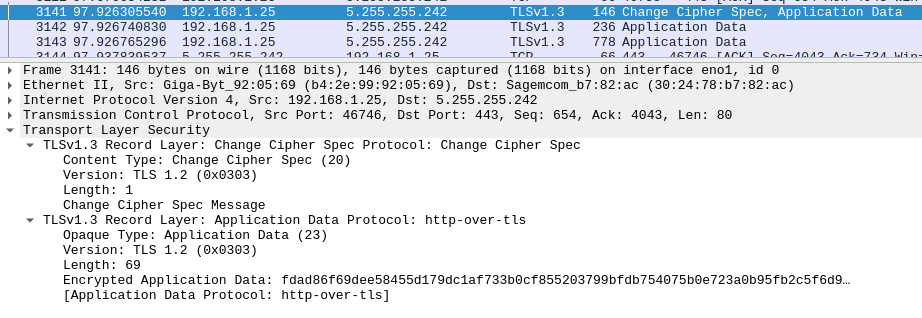 3141 97.926305540 192.168.1.25 5.255.255.242 TLSv1.3 146 Change Cipher Spec, Application Data
3142 97.926740830 192.168.1.25 5.255.255.242 TLSv1.3 236 Application Data
3143 97.926765296 192.168.1.25 5.255.255.242 TLSv1.3 778 Application Data
3144 97.937839537 5.255.255.242 192.168.1.25 TCP 66 443 46746 [ACK] Seq=4043 Ack=734 Win=
Frame 3141: 146 bytes on wire (1168 bits), 146 bytes captured (1168 bits) on interface eno1, id 0
Ethernet II, Src: Giga-Byt_92:05:69 (b4:2e:99:92:05:69), Dst: Sagemcom_b7:82:ac (30:24:78:b7:82:ac)
Internet Protocol Version 4, Src: 192.168.1.25, Dst: 5.255.255.242
Transmission Control Protocol, Src Port: 46746, Dst Port: 443, Seq: 654, Ack: 4043, Len: 80
Transport Layer Security
TLSv1.3 Record Layer: Change Cipher Spec Protocol: Change Cipher Spec
Content Type: Change Cipher Spec (20)
Version: TLS 1.2 (0x0303)
Length: 1
Change Cipher Spec Message
TLSv1.3 Record Layer: Application Data Protocol: http-over-tls
Opaque Type: Application Data (23)
Version: TLS 1.2 (0x0303)
Length: 69
Encrypted Application Data: fdad86f69dee58455d179dc1af733b0cf855203799bfdb754075b0e723a0b95fb2c5f6d9…
[Application Data Protocol: http-over-tls]